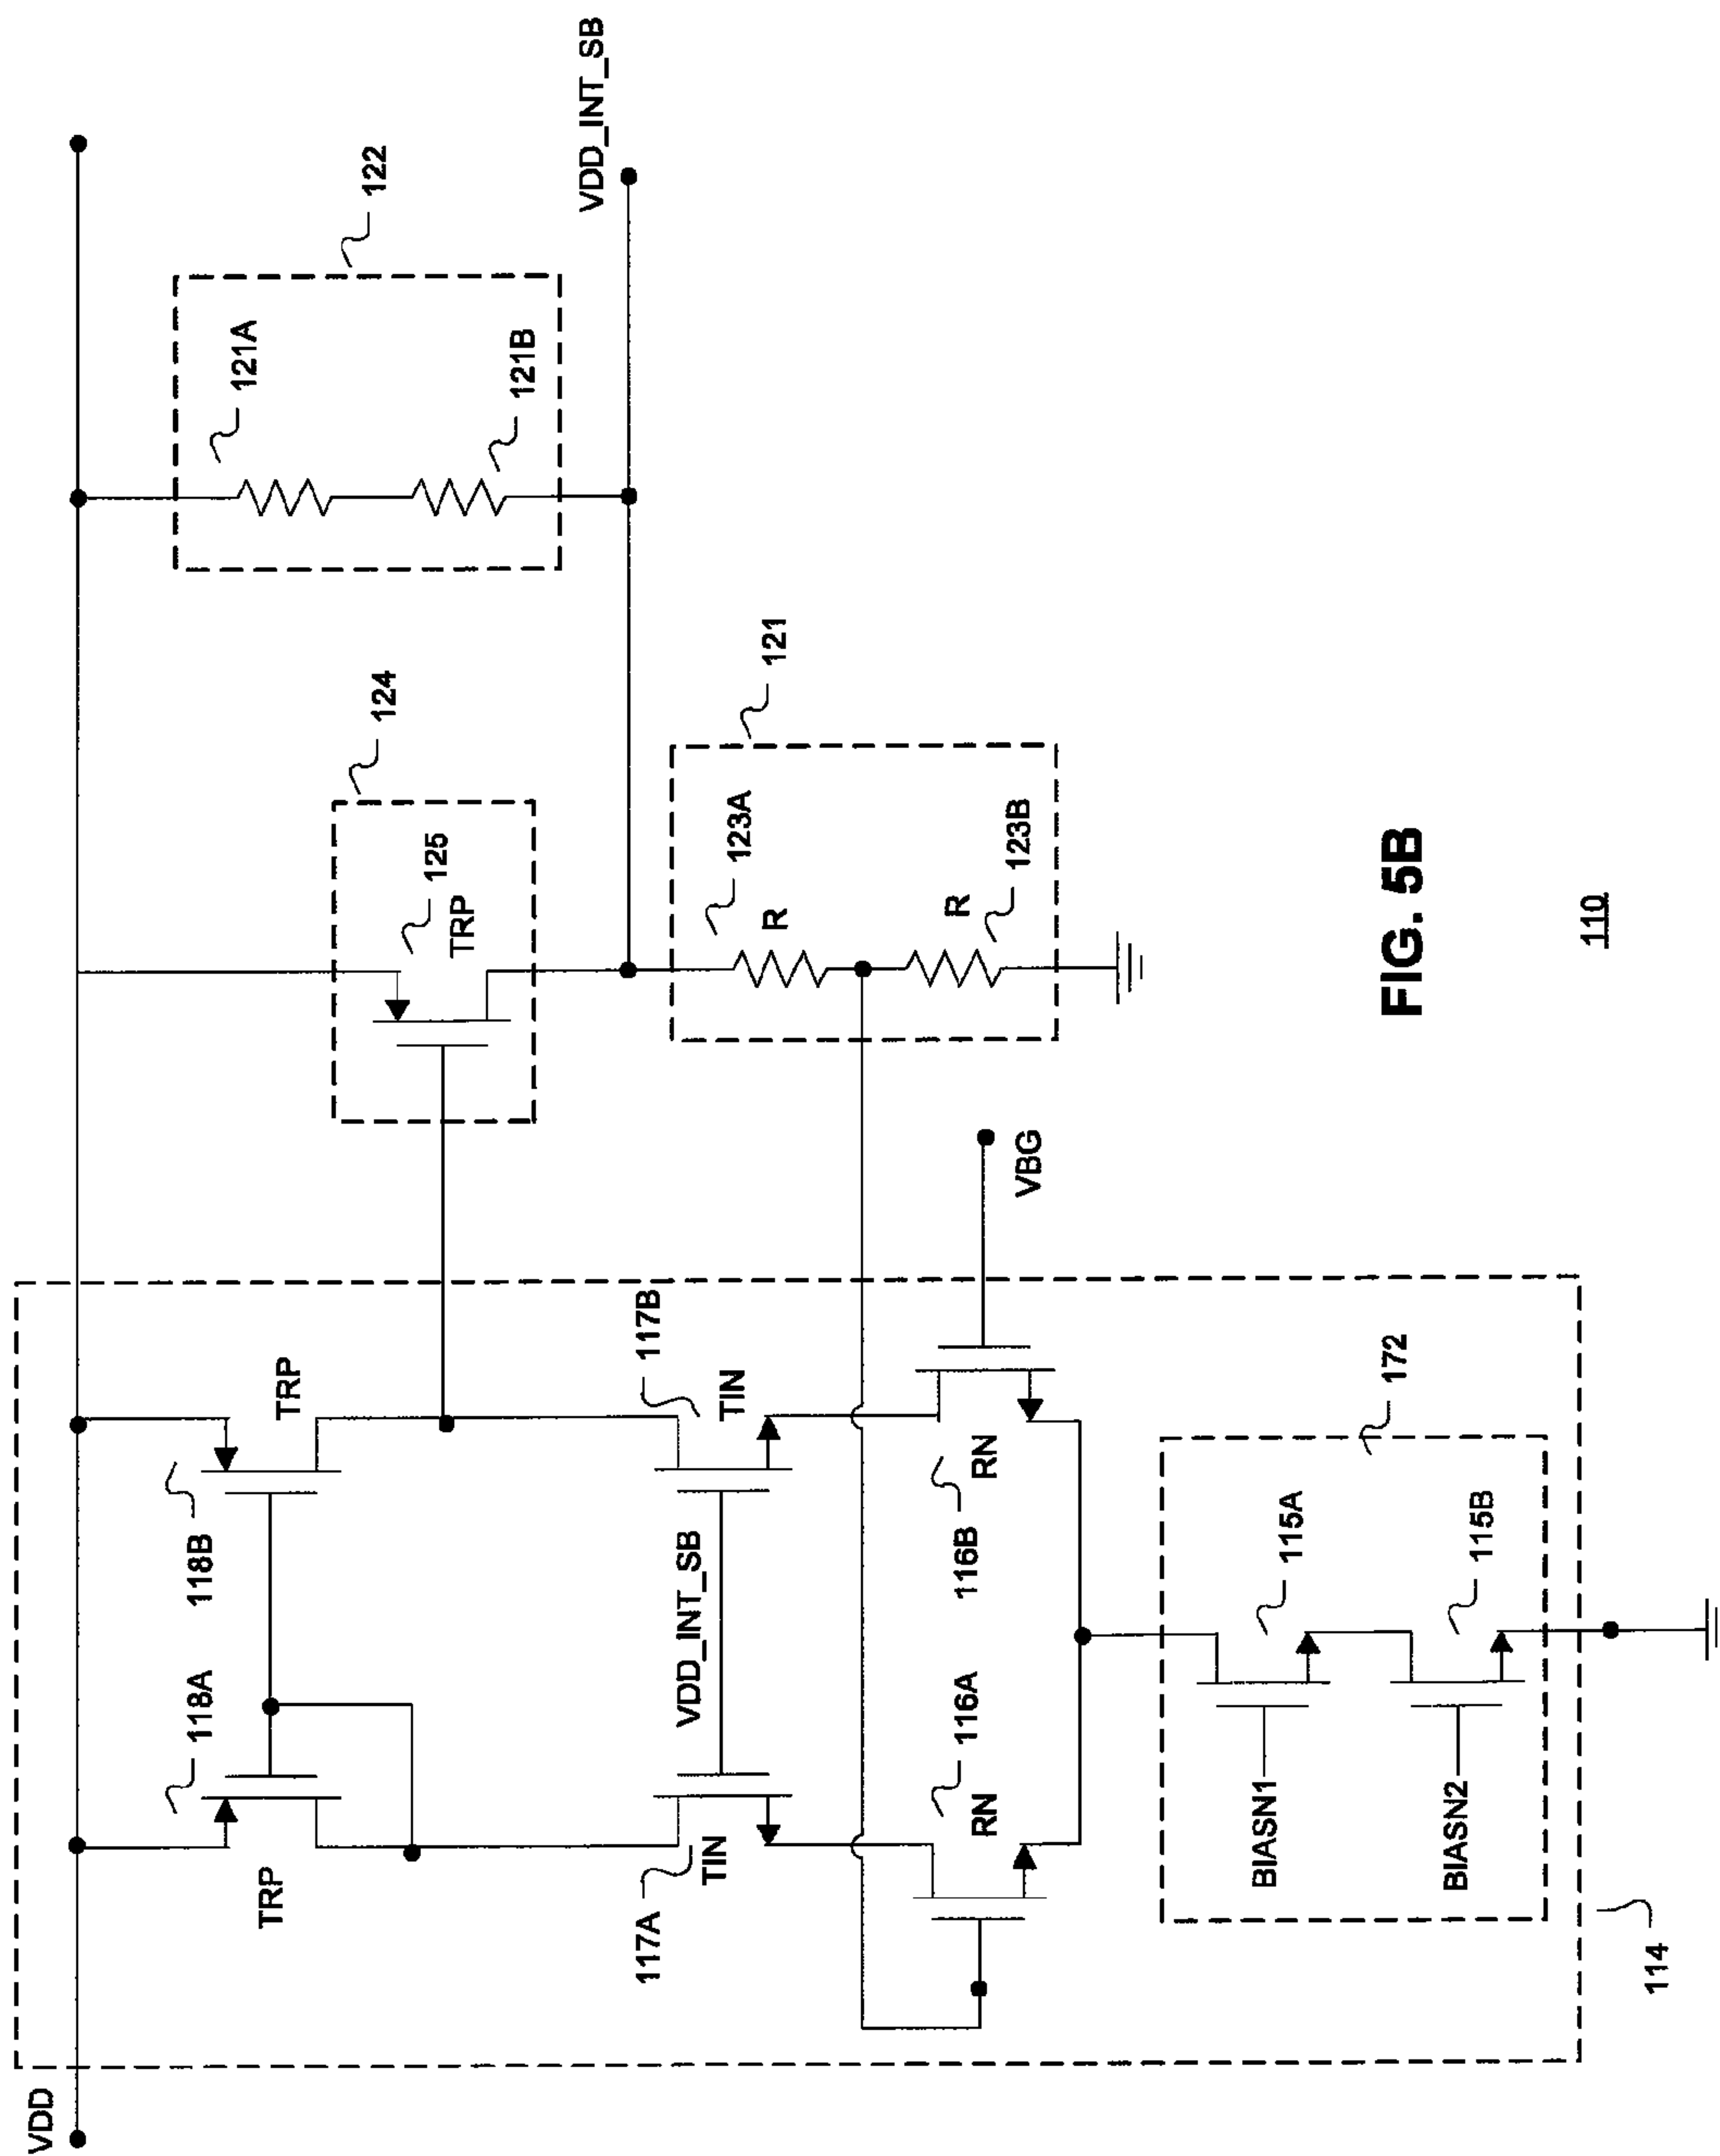 VDD
VDD_INT_SB
122
121A
121B
124
125
TRP
121
123A
R
R
123B
118A
TRP
118B
TRP
117A
TIN
VDD_INT_SB
117B
TIN
116A
RN
116B
RN
VBG
172
115A
BIASN1
115B
BIASN2
114
FIG. 5B
110